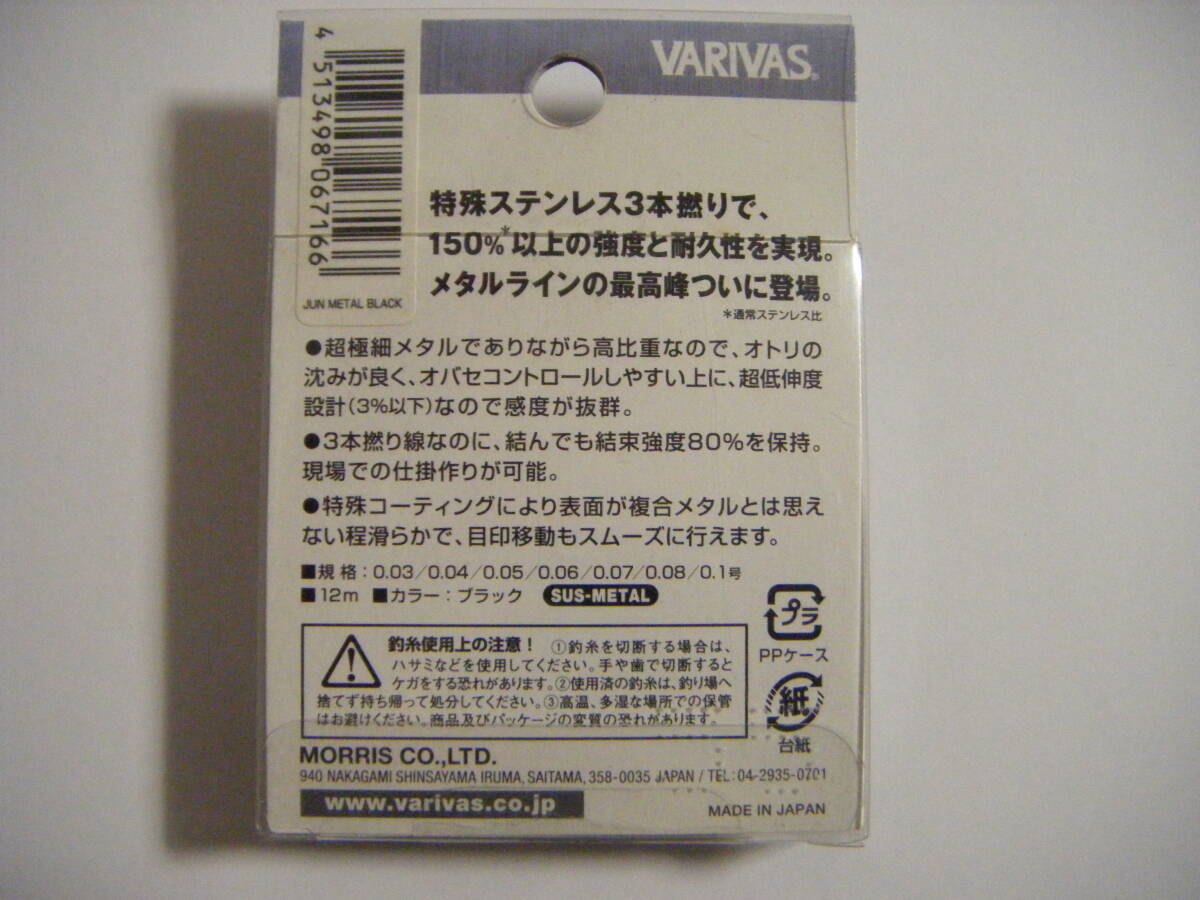 VARIVAS®
4 513498 067166
JUN METAL BLACK
特殊ステンレス3本撚りで、
150%*以上の強度と耐久性を実現。
メタルラインの最高峰ついに登場。
*通常ステンレス比
●超極細メタルでありながら高比重なので、オトリの
沈みが良く、オバセコントロールしやすい上に、超低伸度
設計(3%以下)なので感度が抜群。
●3本撚り線なのに、結んでも結束強度80%を保持。
現場での仕掛作りが可能。
●特殊コーティングにより表面が複合メタルとは思え
ない程滑らかで、目印移動もスムーズに行えます。
■規格:0.03/0.04/0.05/0.06/0.07/0.08/0.1号
■12m ■カラー:ブラック SUS-METAL
釣糸使用上の注意! ①釣糸を切断する場合は、
ハサミなどを使用してください。手や歯で切断すると
ケガをする恐れがあります。②使用済の釣糸は、釣り場へ
捨てず持ち帰って処分してください。③高温、多湿な場所での保管
はお避けください。商品及びパッケージの変質の恐れがあります。
プラ
PPケース
紙
台紙
MORRIS CO.,LTD.
940 NAKAGAMI SHINSAYAMA IRUMA, SAITAMA, 358-0035 JAPAN / TEL:04-2935-0701
www.varivas.co.jp
MADE IN JAPAN